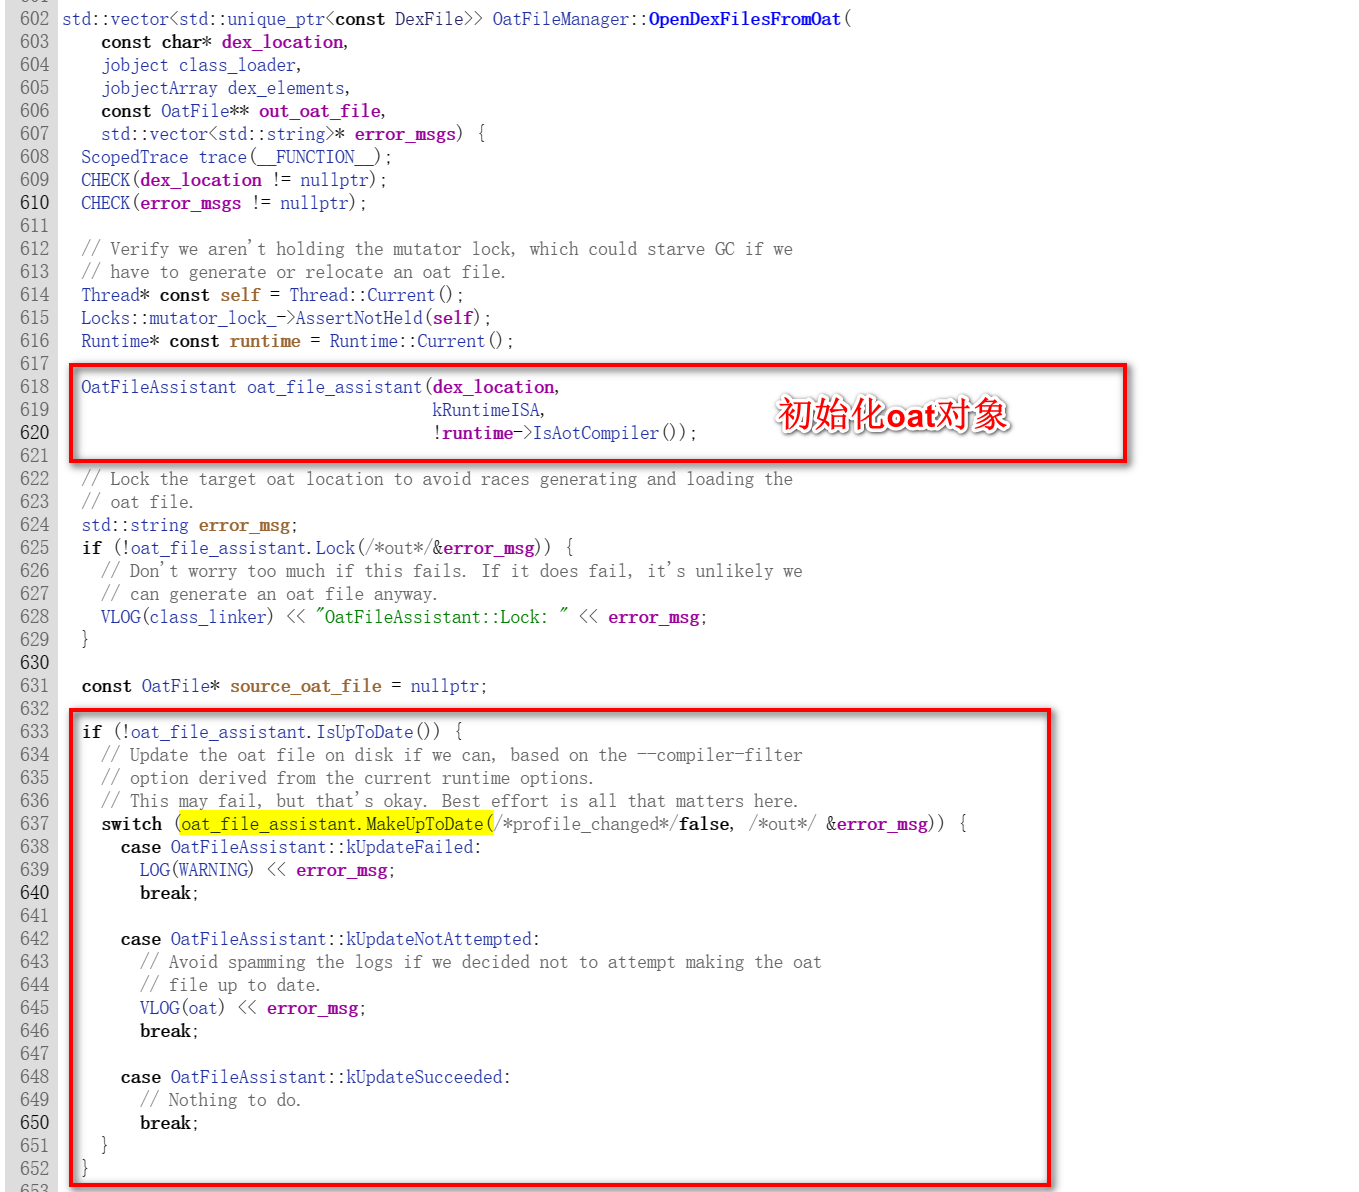 602 std::vector<std::unique_ptr<const DexFile>> OatFileManager::OpenDexFilesFromOat(
603     const char* dex_location,
604     jobject class_loader,
605     jobjectArray dex_elements,
606     const OatFile** out_oat_file,
607     std::vector<std::string>* error_msgs) {
608   ScopedTrace trace(__FUNCTION__);
609   CHECK(dex_location != nullptr);
610   CHECK(error_msgs != nullptr);
611
612   // Verify we aren't holding the mutator lock, which could starve GC if we
613   // have to generate or relocate an oat file.
614   Thread* const self = Thread::Current();
615   Locks::mutator_lock_->AssertNotHeld(self);
616   Runtime* const runtime = Runtime::Current();
617
618   OatFileAssistant oat_file_assistant(dex_location,
619                                       kRuntimeISA,
初始化oat对象
620                                       !runtime->IsAotCompiler());
621
622   // Lock the target oat location to avoid races generating and loading the
623   // oat file.
624   std::string error_msg;
625   if (!oat_file_assistant.Lock(/*out*/&error_msg)) {
626     // Don't worry too much if this fails. If it does fail, it's unlikely we
627     // can generate an oat file anyway.
628     VLOG(class_linker) << "OatFileAssistant::Lock: " << error_msg;
629   }
630
631   const OatFile* source_oat_file = nullptr;
632
633   if (!oat_file_assistant.IsUpToDate()) {
634     // Update the oat file on disk if we can, based on the --compiler-filter
635     // option derived from the current runtime options.
636     // This may fail, but that's okay. Best effort is all that matters here.
637     switch (oat_file_assistant.MakeUpToDate(/*profile_changed*/false, /*out*/ &error_msg)) {
638       case OatFileAssistant::kUpdateFailed:
639         LOG(WARNING) << error_msg;
640         break;
641
642       case OatFileAssistant::kUpdateNotAttempted:
643         // Avoid spamming the logs if we decided not to attempt making the oat
644         // file up to date.
645         VLOG(oat) << error_msg;
646         break;
647
648       case OatFileAssistant::kUpdateSucceeded:
649         // Nothing to do.
650         break;
651     }
652   }
653